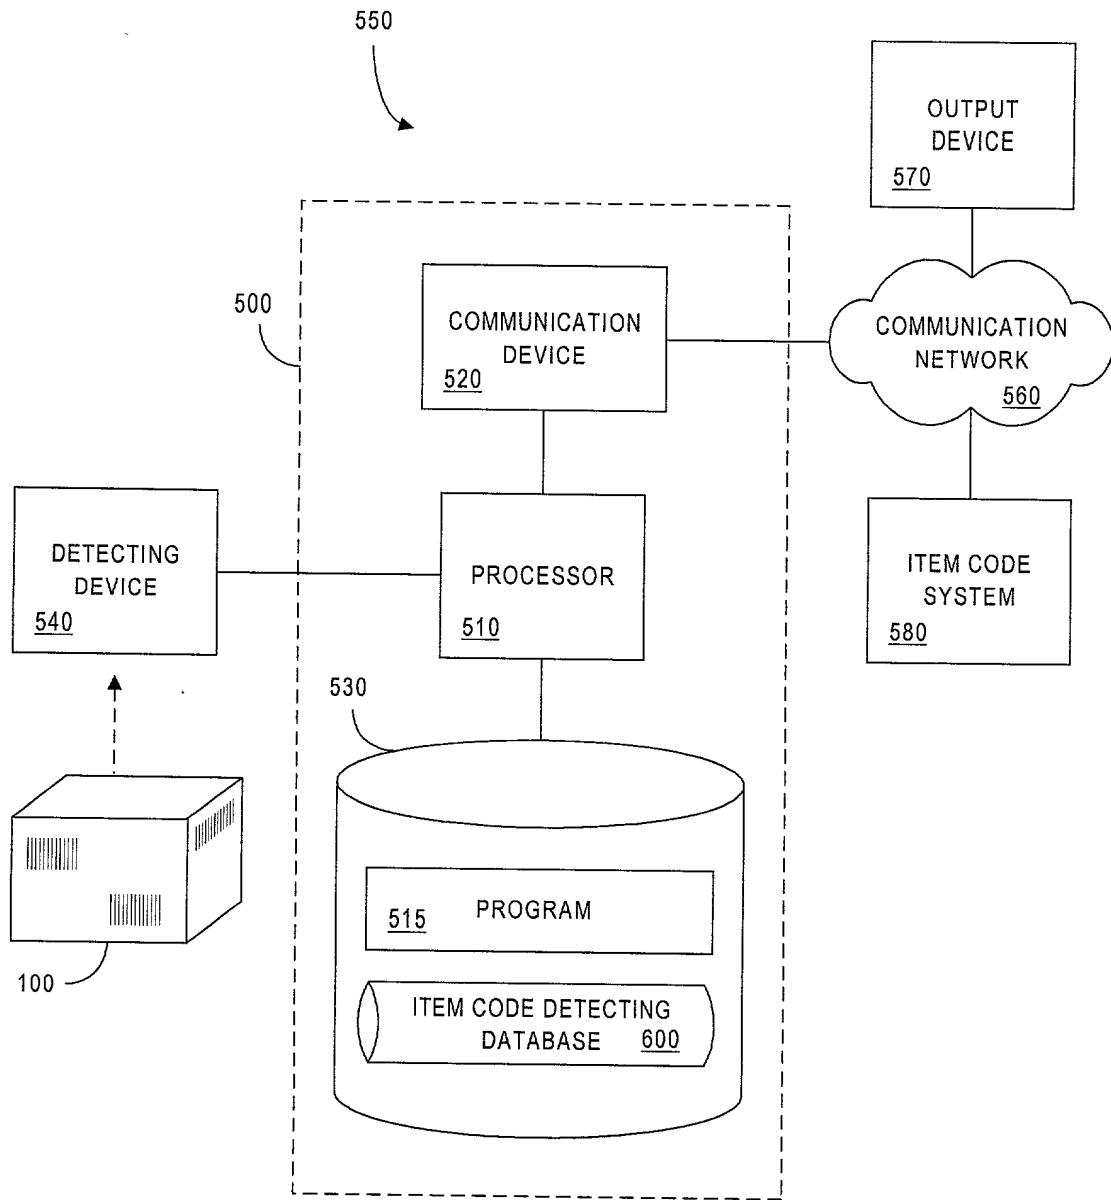 550
OUTPUT
DEVICE
570
500
COMMUNICATION
DEVICE
520
COMMUNICATION
NETWORK
560
DETECTING
DEVICE
540
PROCESSOR
510
ITEM CODE
SYSTEM
580
530
PROGRAM
515
100
ITEM CODE DETECTING
DATABASE 600